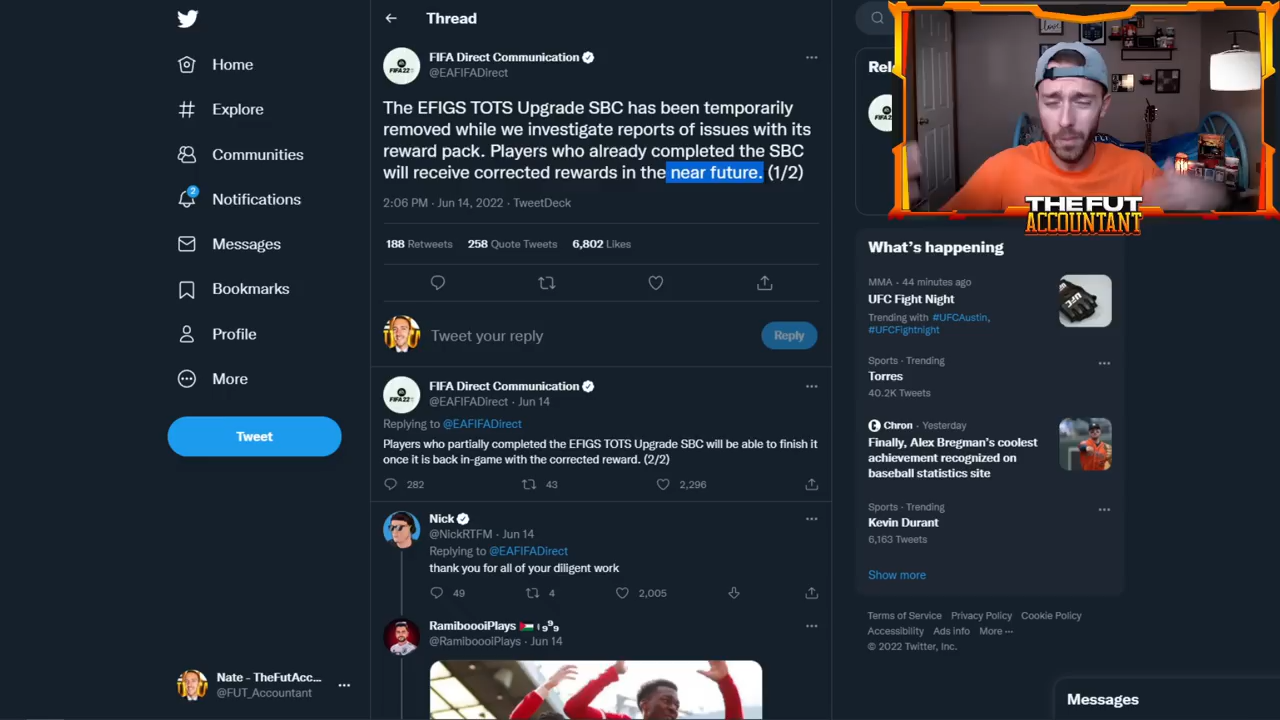 Home
Explore
Communities
Notifications
2
Messages
Bookmarks
Profile
More
Tweet
Nate - TheFutAcc...
@FUT_Accountant
Thread
FIFA Direct Communication
@EAFIFADirect
The EFIGS TOTS Upgrade SBC has been temporarily
removed while we investigate reports of issues with its
reward pack. Players who already completed the SBC
will receive corrected rewards in the near future. (1/2)
2:06 PM · Jun 14, 2022 · TweetDeck
188 Retweets 258 Quote Tweets 6,802 Likes
Tweet your reply
Reply
FIFA Direct Communication
@EAFIFADirect · Jun 14
Replying to @EAFIFADirect
Players who partially completed the EFIGS TOTS Upgrade SBC will be able to finish it
once it is back in-game with the corrected reward. (2/2)
282 43 2,296
Nick
@NickRTFM · Jun 14
Replying to @EAFIFADirect
thank you for all of your diligent work
49 4 2,005
RamiboooiPlays
@RamlboooiPlays · Jun 14
Rel
FIFA 22
THE FUT
ACCOUNTANT
What's happening
MMA · 44 minutes ago
UFC Fight Night
Trending with #UFCAustin,
#UFCFightnight
UFC
Sports · Trending
Torres
40.2K Tweets
Chron · Yesterday
Finally, Alex Bregman's coolest
achievement recognized on
baseball statistics site
Sports · Trending
Kevin Durant
6,163 Tweets
Show more
Terms of Service Privacy Policy Cookie Policy
Accessibility Ads info More ···
© 2022 Twitter, Inc.
Messages